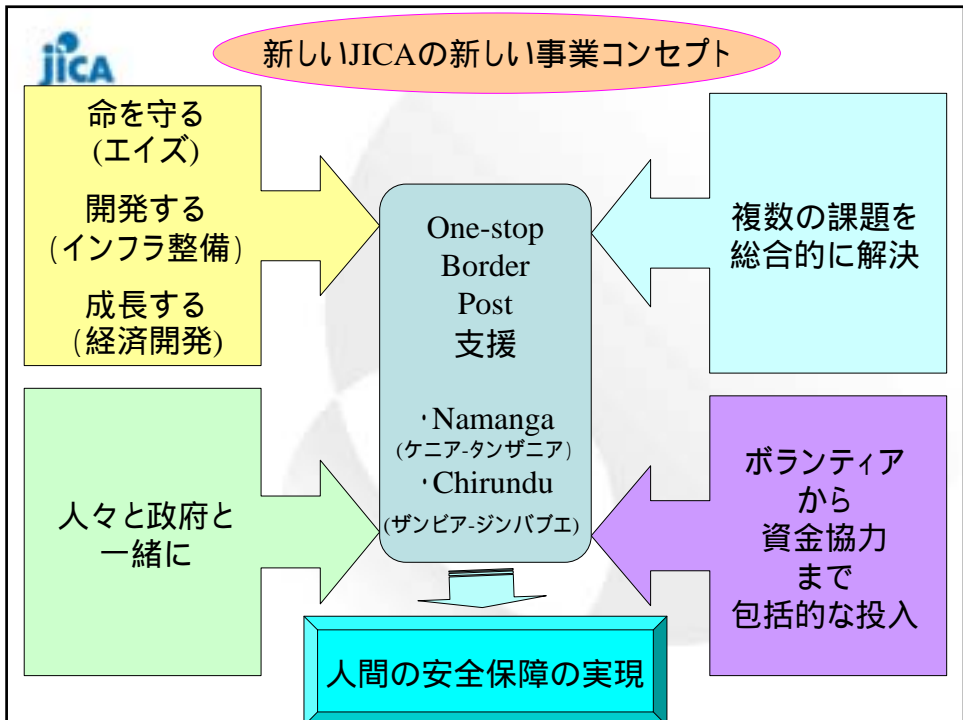 jica
新しいJICAの新しい事業コンセプト
命を守る
(エイズ)
開発する
(インフラ整備)
成長する
(経済開発)
One-stop
Border
Post
支援
・Namanga
(ケニア-タンザニア)
・Chirundu
(ザンビア-ジンバブエ)
複数の課題を
総合的に解決
人々と政府と
一緒に
ボランティア
から
資金協力
まで
包括的な投入
人間の安全保障の実現